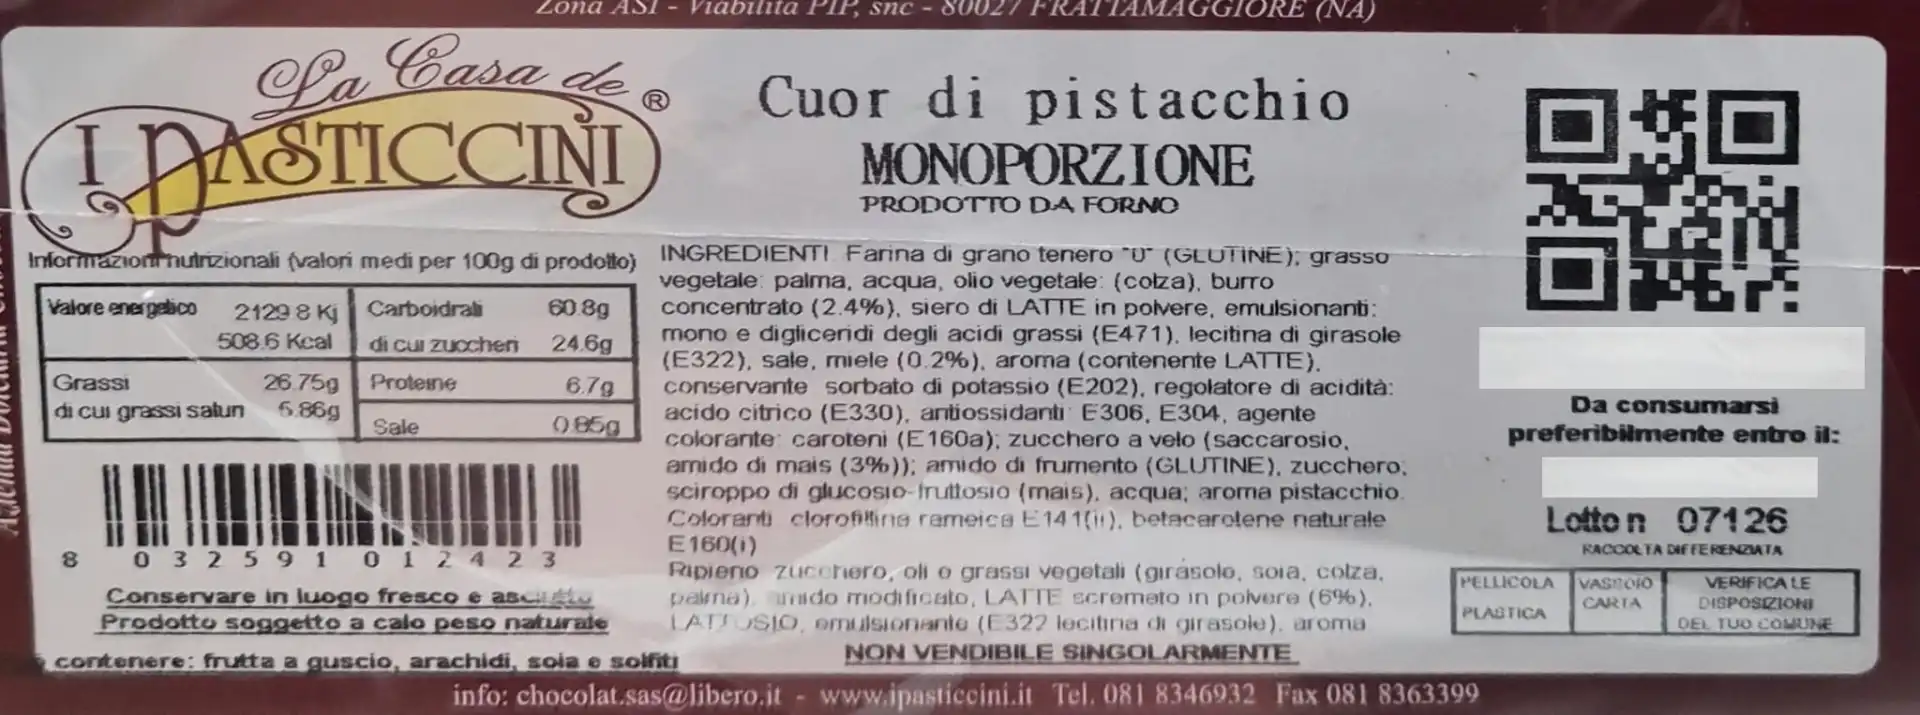 Zona ASI - Viabilità PIP, snc - 80027 FRATTAMAGGIORE (NA)
La Casa de
I PASTICCINI ®
Cuor di pistacchio
MONOPORZIONE
PRODOTTO DA FORNO
Informazioni nutrizionali (valori medi per 100g di prodotto)
Valore energetico 2129 8 Kj
508.6 Kcal
Grassi 26.75g
di cui grassi saturi 6.86g
Carboidrati 60.8g
di cui zuccheri 24.6g
Proteine 6.7g
Sale 0.85g
8 032591 012423
Conservare in luogo fresco e asciutto
Prodotto soggetto a calo peso naturale
contenere: frutta a guscio, arachidi, soia e solfiti
INGREDIENTI Farina di grano tenero "0" (GLUTINE); grasso
vegetale: palma, acqua, olio vegetale: (colza), burro
concentrato (2.4%), siero di LATTE in polvere, emulsionanti:
mono e digliceridi degli acidi grassi (E471), lecitina di girasole
(E322), sale, miele (0.2%), aroma (contenente LATTE),
conservante sorbato di potassio (E202), regolatore di acidità:
acido citrico (E330), antiossidanti: E306, E304, agente
colorante: caroteni (E160a); zucchero a velo (saccarosio,
amido di mais (3%)); amido di frumento (GLUTINE), zucchero,
sciroppo di glucosio-fruttosio (mais), acqua; aroma pistacchio.
Coloranti clorofillina rameica E141(ii), betacarotene naturale
E160(i)
Ripieno zucchero, oli e grassi vegetali (girasole, soia, colza,
palma), amido modificato, LATTE scremato in polvere (6%),
LATTOSIO, emulsionante (E322 lecitina di girasole), aroma
NON VENDIBILE SINGOLARMENTE
Da consumarsi
preferibilmente entro il:
Lotto n 07126
RACCOLTA DIFFERENZIATA
PELLICOLA
PLASTICA
VASSOIO
CARTA
VERIFICA LE
DISPOSIZIONI
DEL TUO COMUNE
info: chocolat.sas@libero.it - www.ipasticcini.it Tel. 081 8346932 Fax 081 8363399